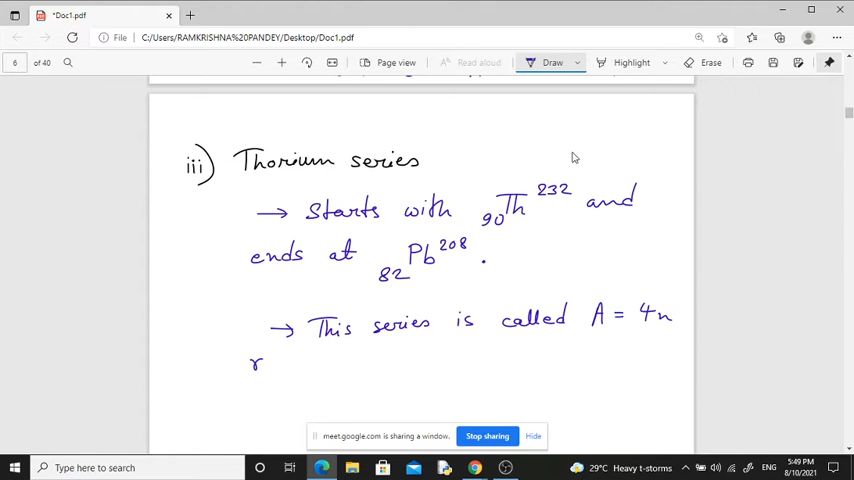 *Doc1.pdf
File C:/Users/RAMKRISHNA%20PANDEY/Desktop/Doc1.pdf
6 of 40 Page view Read aloud Draw Highlight Erase
iii) Thorium series
→ Starts with ₉₀Th²³² and
ends at ₈₂Pb²⁰⁸.
→ This series is called A = 4n
r
meet.google.com is sharing a window. Stop sharing Hide
Type here to search 29°C Heavy t-storms ENG 5:49 PM
8/10/2021